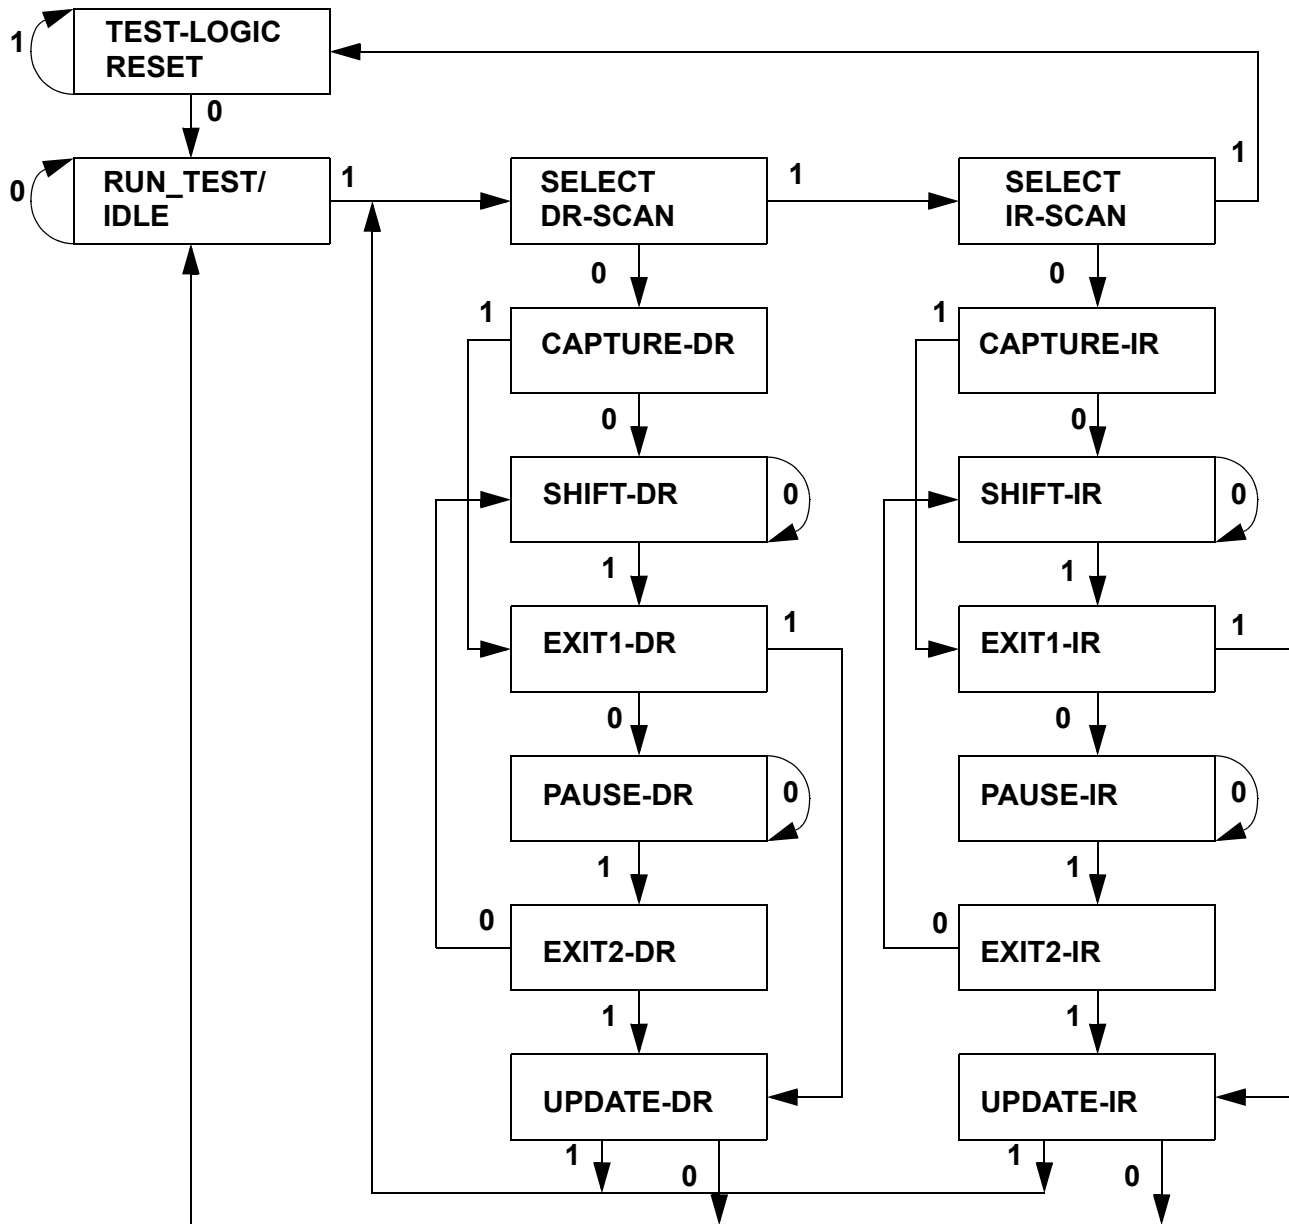 1
TEST-LOGIC
RESET
0
0
RUN_TEST/
IDLE
1
SELECT
DR-SCAN
1
SELECT
IR-SCAN
1
0
0
1
CAPTURE-DR
1
CAPTURE-IR
0
0
SHIFT-DR
0
SHIFT-IR
0
1
1
EXIT1-DR
1
EXIT1-IR
1
0
0
PAUSE-DR
0
PAUSE-IR
0
1
1
0
EXIT2-DR
0
EXIT2-IR
1
1
UPDATE-DR
UPDATE-IR
1
0
1
0